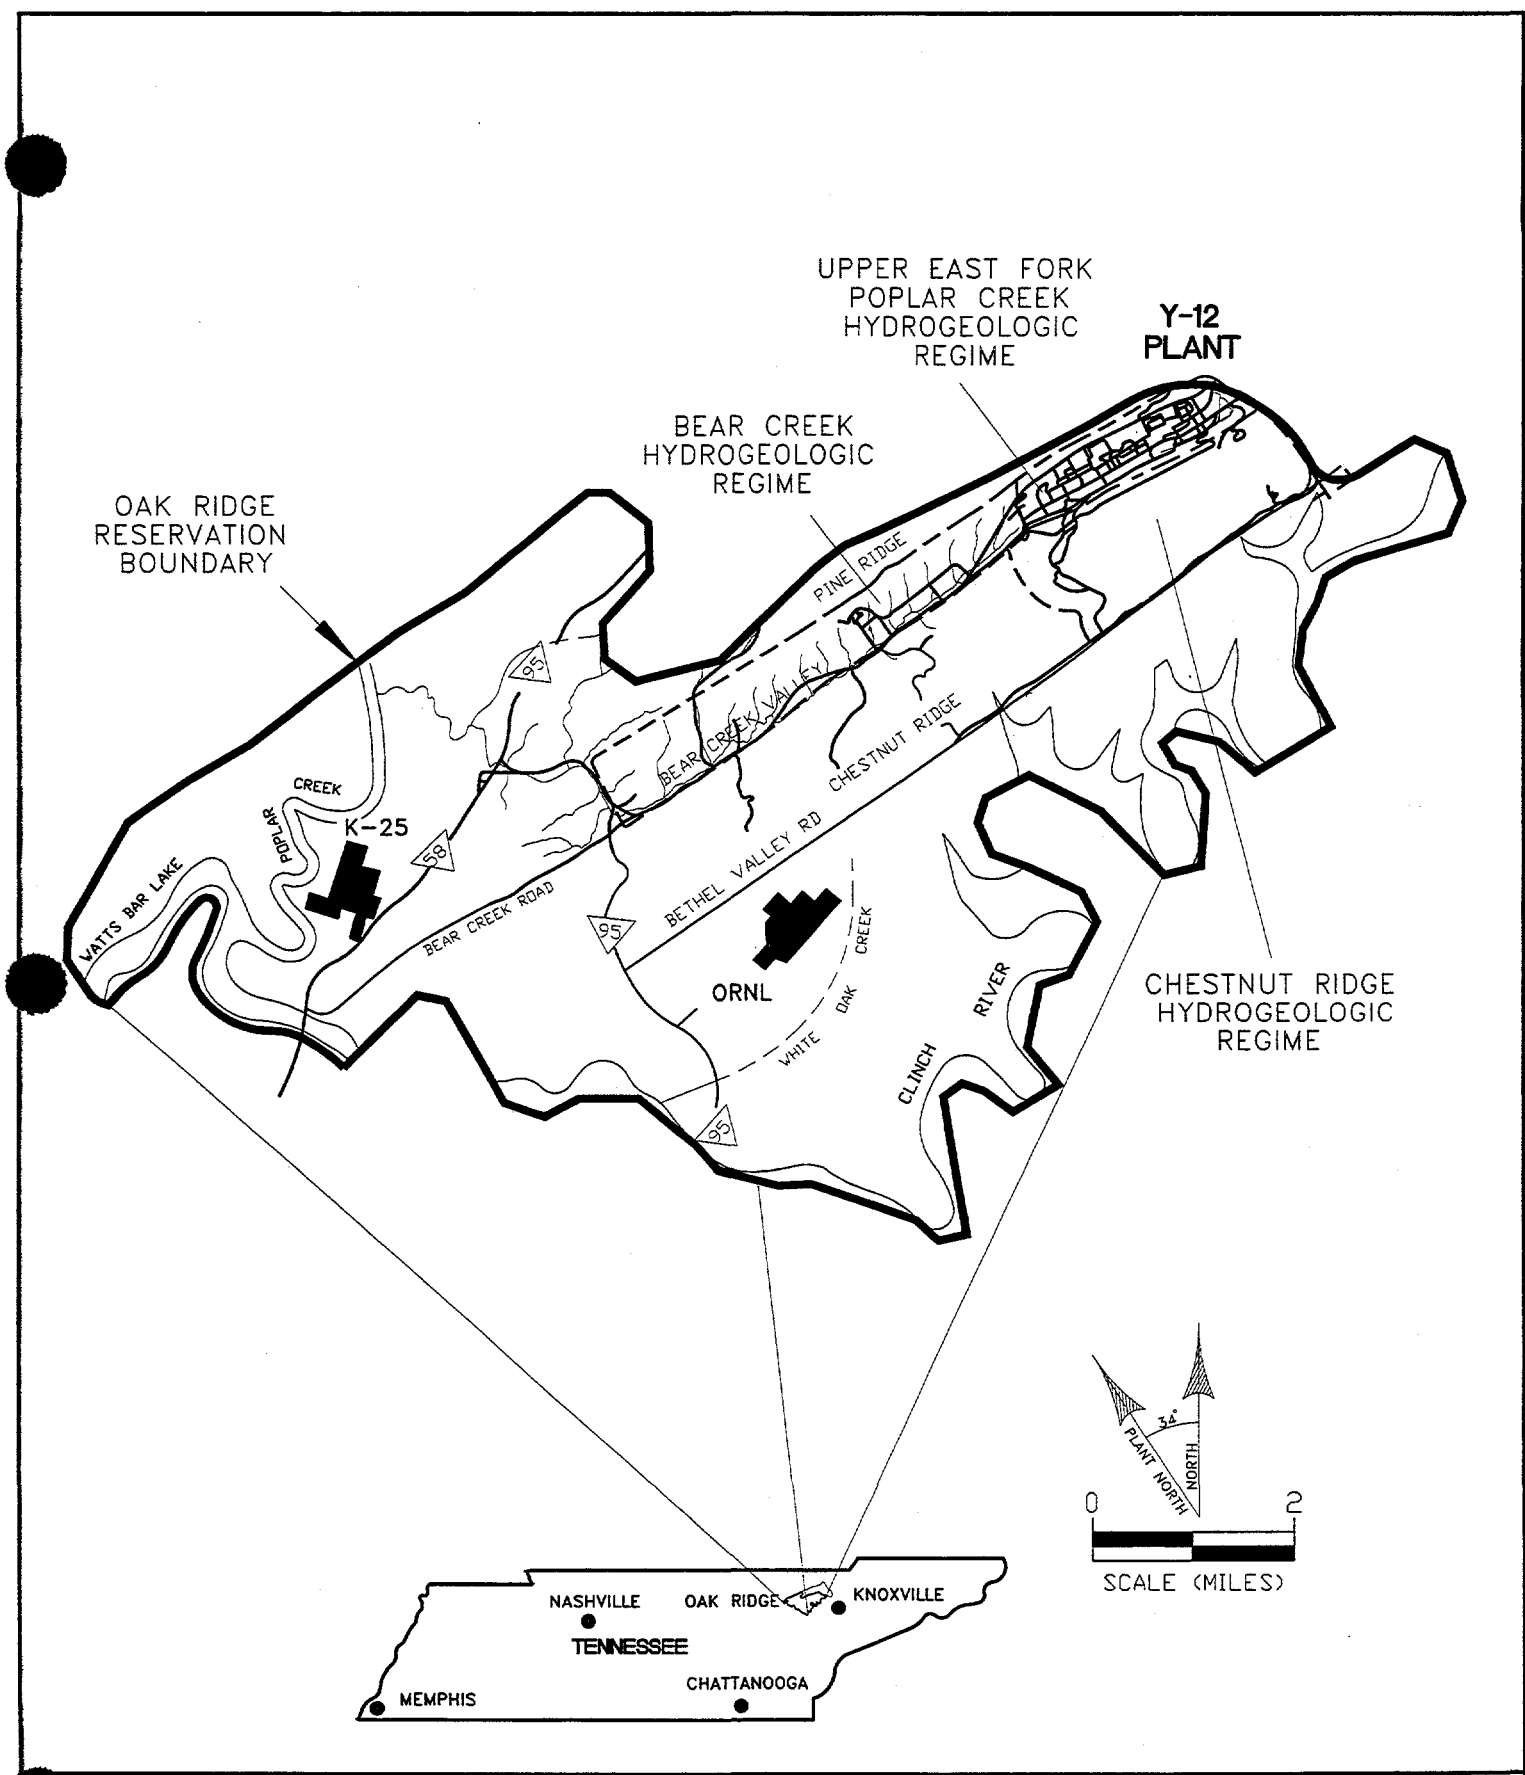 UPPER EAST FORK
POPLAR CREEK
HYDROGEOLOGIC
REGIME
Y-12
PLANT
BEAR CREEK
HYDROGEOLOGIC
REGIME
OAK RIDGE
RESERVATION
BOUNDARY
PINE RIDGE
95
BEAR CREEK VALLEY
CHESTNUT RIDGE
POPLAR CREEK
K-25
58
BETHEL VALLEY RD
WATTS BAR LAKE
BEAR CREEK ROAD
95
ORNL
WHITE OAK CREEK
CLINCH RIVER
CHESTNUT RIDGE
HYDROGEOLOGIC
REGIME
95
34°
PLANT NORTH
NORTH
0 2
SCALE (MILES)
NASHVILLE
OAK RIDGE
KNOXVILLE
TENNESSEE
CHATTANOOGA
MEMPHIS